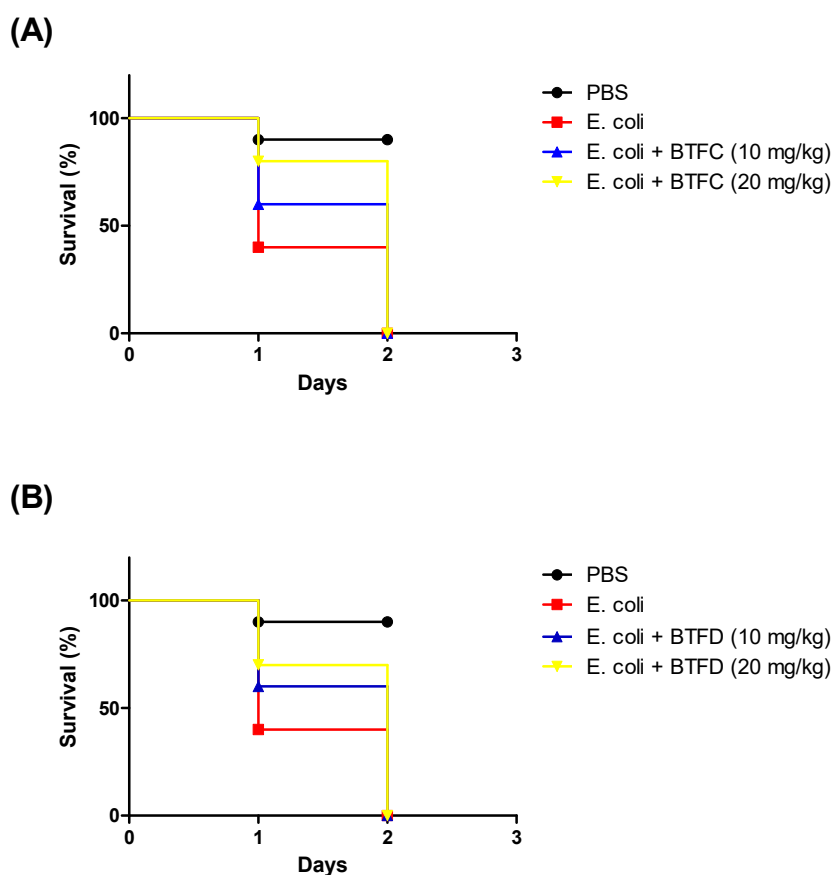 (A)
PBS
E. coli
E. coli + BTFC (10 mg/kg)
E. coli + BTFC (20 mg/kg)
Survival (%)
100
50
0
0 1 2 3
Days
(B)
PBS
E. coli
E. coli + BTFD (10 mg/kg)
E. coli + BTFD (20 mg/kg)
Survival (%)
100
50
0
0 1 2 3
Days